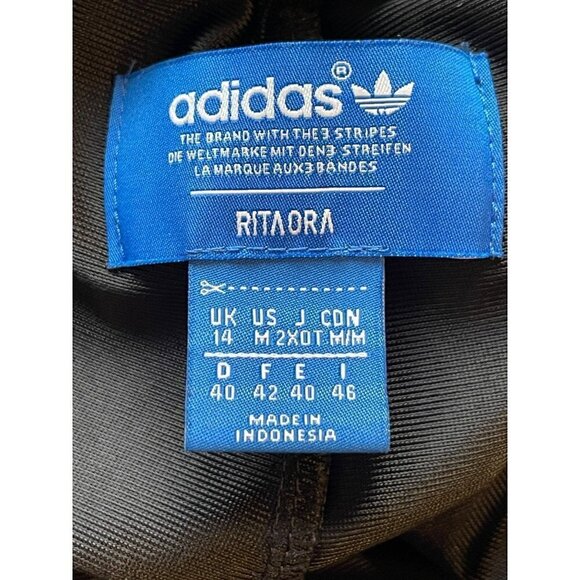 adidas®
THE BRAND WITH THE 3 STRIPES
DIE WELTMARKE MIT DEN 3 STREIFEN
LA MARQUE AUX 3 BANDES
RITA ORA
UK US J CDN
14 M 2XOT M/M
D F E I
40 42 40 46
MADE IN
INDONESIA